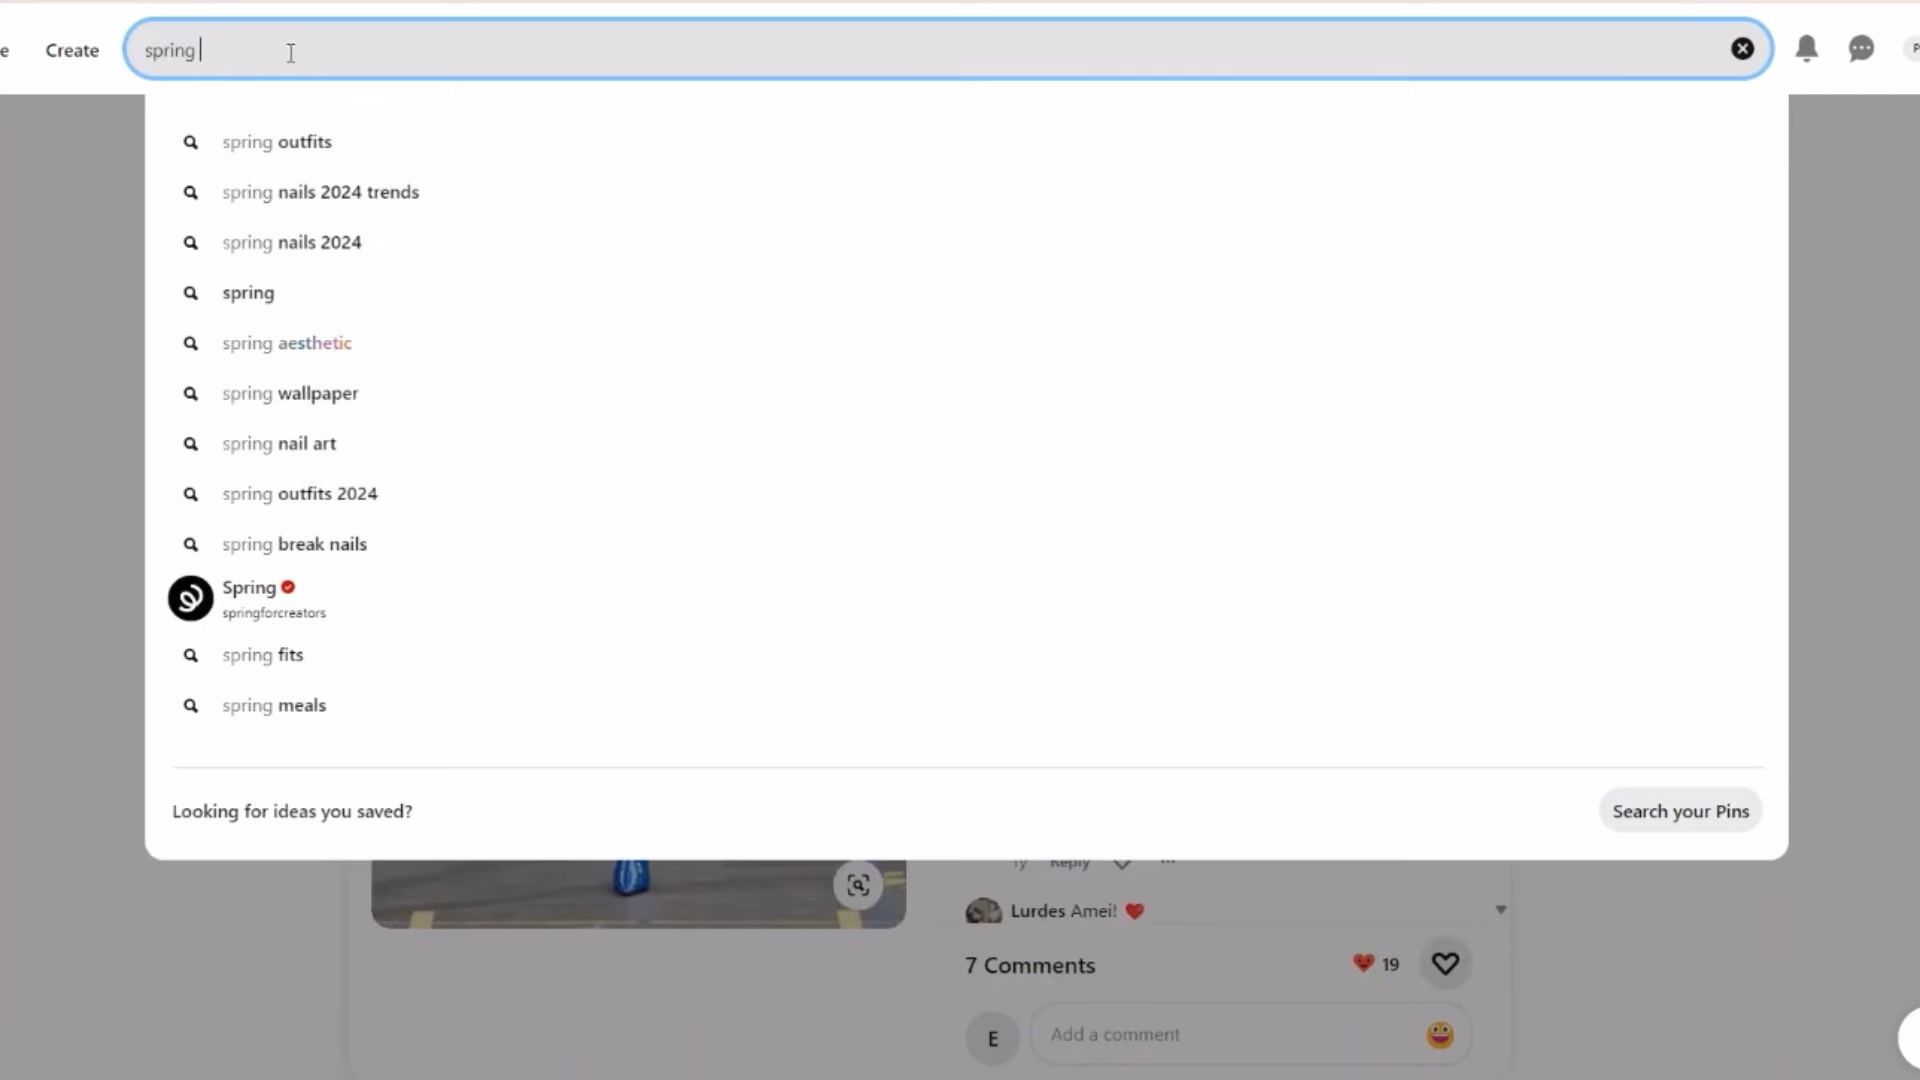 Create
spring
spring outfits
spring nails 2024 trends
spring nails 2024
spring
spring aesthetic
spring wallpaper
spring nail art
spring outfits 2024
spring break nails
Spring
springforcreators
spring fits
spring meals
Looking for ideas you saved?
Search your Pins
Reply
Lurdes Amei! ❤️
7 Comments
19
E
Add a comment